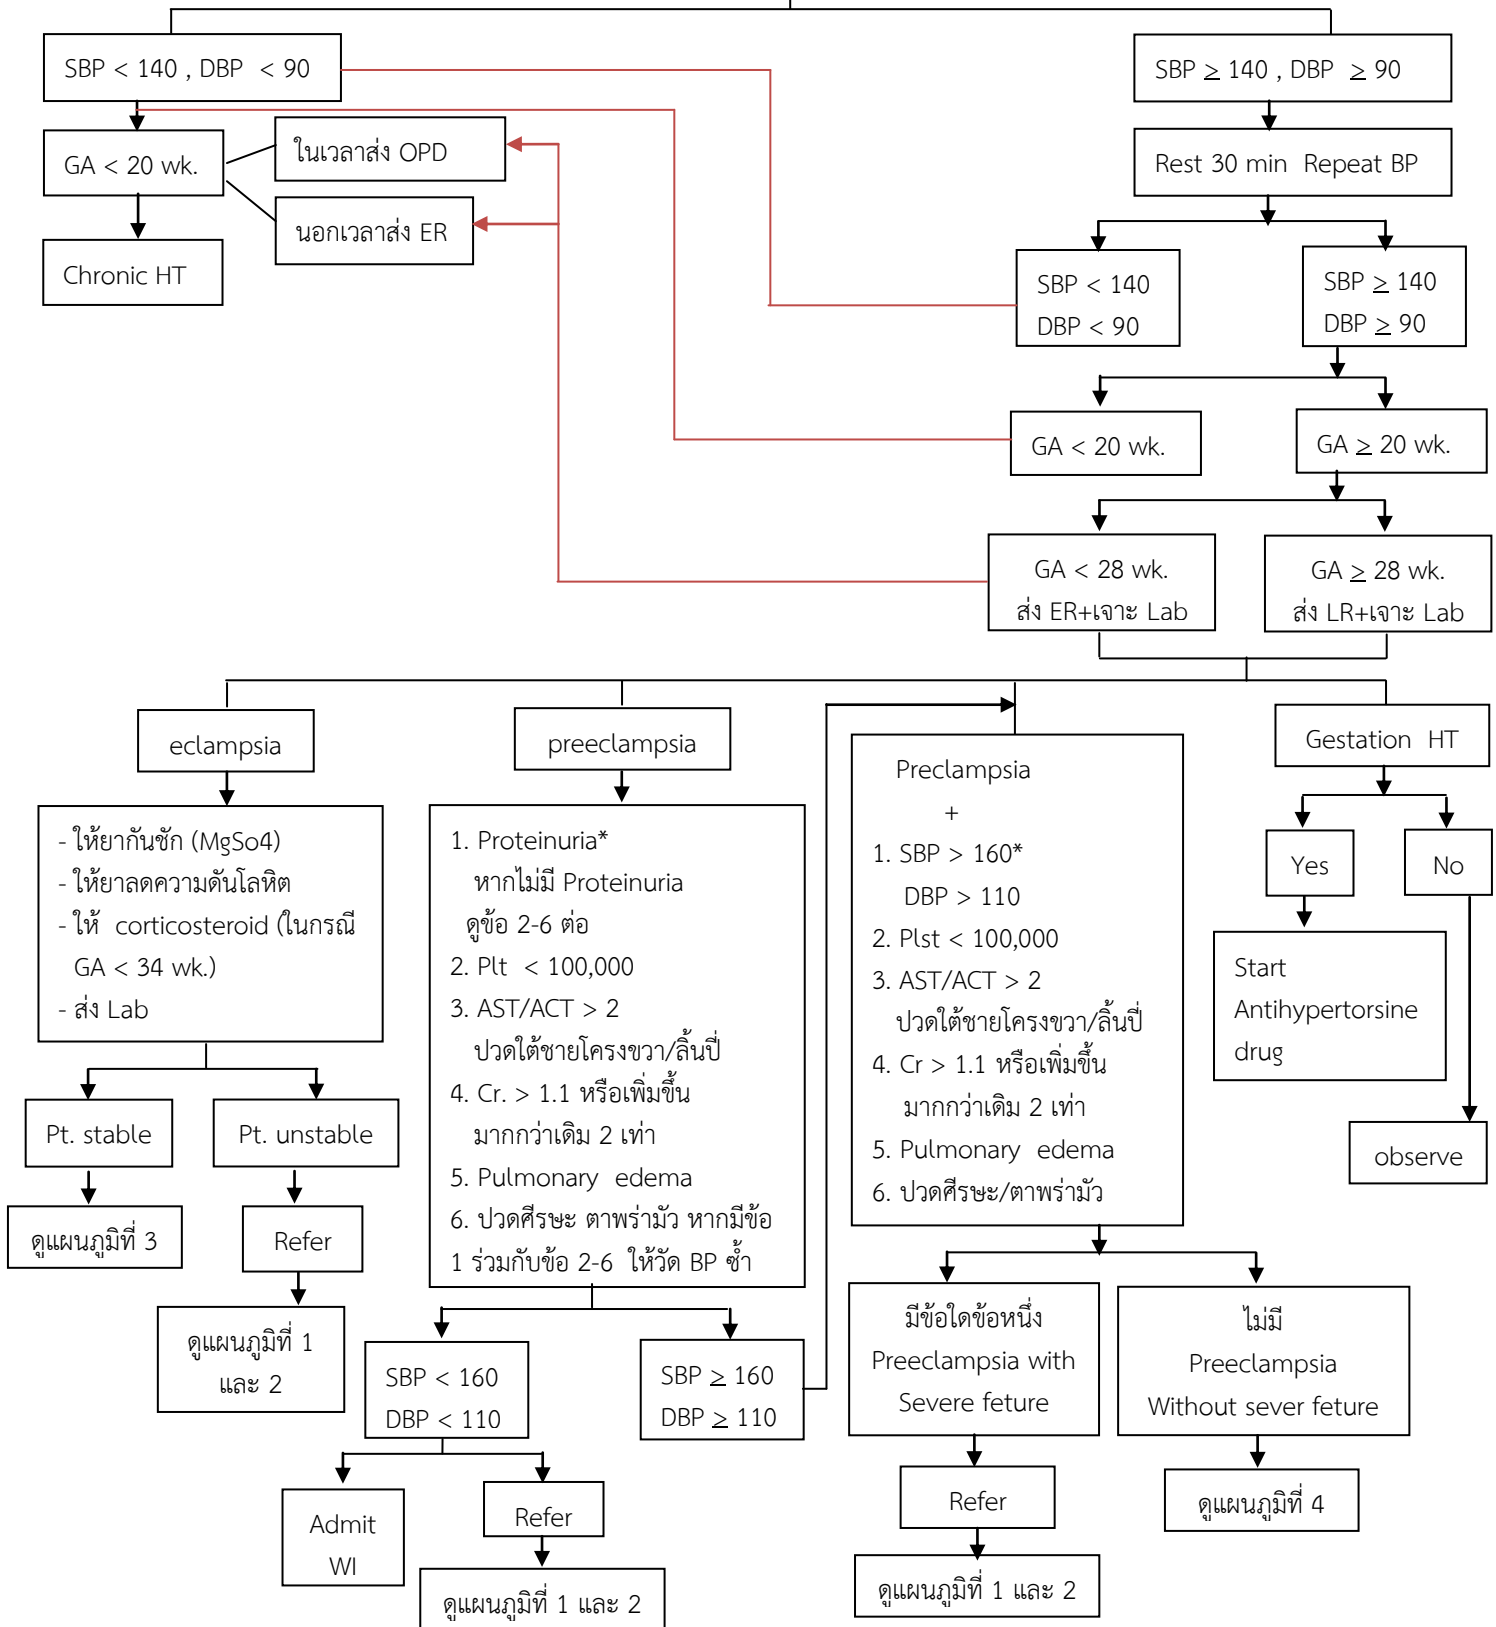 SBP < 140 , DBP < 90
SBP ≥ 140 , DBP ≥ 90
GA < 20 wk.
ในเวลาส่ง OPD
นอกเวลาส่ง ER
Chronic HT
Rest 30 min Repeat BP
SBP < 140
DBP < 90
SBP ≥ 140
DBP ≥ 90
GA < 20 wk.
GA ≥ 20 wk.
GA < 28 wk.
ส่ง ER+เจาะ Lab
GA ≥ 28 wk.
ส่ง LR+เจาะ Lab
eclampsia
- ให้ยากันชัก (MgSo4)
- ให้ยาลดความดันโลหิต
- ให้ corticosteroid (ในกรณี
GA < 34 wk.)
- ส่ง Lab
Pt. stable
Pt. unstable
ดูแผนภูมิที่ 3
Refer
ดูแผนภูมิที่ 1
และ 2
preeclampsia
1. Proteinuria*
หากไม่มี Proteinuria
ดูข้อ 2-6 ต่อ
2. Plt < 100,000
3. AST/ACT > 2
ปวดใต้ชายโครงขวา/ลิ้นปี่
4. Cr. > 1.1 หรือเพิ่มขึ้น
มากกว่าเดิม 2 เท่า
5. Pulmonary edema
6. ปวดศีรษะ ตาพร่ามัว หากมีข้อ
1 ร่วมกับข้อ 2-6 ให้วัด BP ซ้ำ
SBP < 160
DBP < 110
SBP ≥ 160
DBP ≥ 110
Admit
WI
Refer
ดูแผนภูมิที่ 1 และ 2
Preclampsia
+
1. SBP > 160*
DBP > 110
2. Plst < 100,000
3. AST/ACT > 2
ปวดใต้ชายโครงขวา/ลิ้นปี่
4. Cr > 1.1 หรือเพิ่มขึ้น
มากกว่าเดิม 2 เท่า
5. Pulmonary edema
6. ปวดศีรษะ/ตาพร่ามัว
มีข้อใดข้อหนึ่ง
Preeclampsia with
Severe feture
ไม่มี
Preeclampsia
Without sever feture
Refer
ดูแผนภูมิที่ 1 และ 2
ดูแผนภูมิที่ 4
Gestation HT
Yes
No
Start
Antihypertorsine
drug
observe